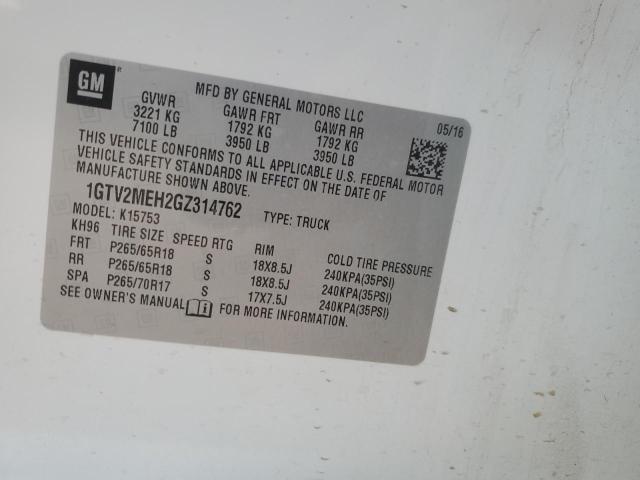 GM
MFD BY GENERAL MOTORS LLC
GVWR GAWR FRT GAWR RR 05/16
3221 KG 1792 KG 1792 KG
7100 LB 3950 LB 3950 LB
THIS VEHICLE CONFORMS TO ALL APPLICABLE U.S. FEDERAL MOTOR
VEHICLE SAFETY STANDARDS IN EFFECT ON THE DATE OF
MANUFACTURE SHOWN ABOVE.
1GTV2MEH2GZ314762 TYPE: TRUCK
MODEL: K15753
KH96 TIRE SIZE SPEED RTG RIM COLD TIRE PRESSURE
FRT P265/65R18 S 18X8.5J 240KPA(35PSI)
RR P265/65R18 S 18X8.5J 240KPA(35PSI)
SPA P265/70R17 S 17X7.5J 240KPA(35PSI)
SEE OWNER'S MANUAL FOR MORE INFORMATION.